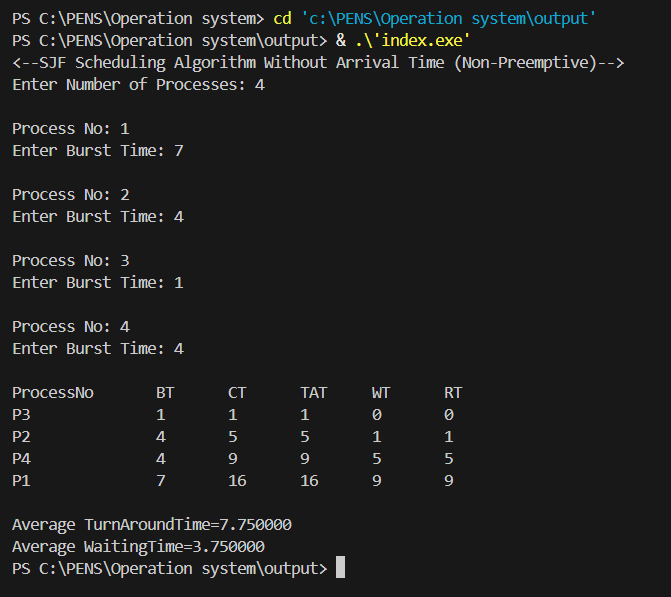 PS C:\PENS\Operation system> cd 'c:\PENS\Operation system\output'
PS C:\PENS\Operation system\output> & .\'index.exe'
<--SJF Scheduling Algorithm Without Arrival Time (Non-Preemptive)-->
Enter Number of Processes: 4
Process No: 1
Enter Burst Time: 7
Process No: 2
Enter Burst Time: 4
Process No: 3
Enter Burst Time: 1
Process No: 4
Enter Burst Time: 4
ProcessNo BT CT TAT WT RT
P3 1 1 1 0 0
P2 4 5 5 1 1
P4 4 9 9 5 5
P1 7 16 16 9 9
Average TurnAroundTime=7.750000
Average WaitingTime=3.750000
PS C:\PENS\Operation system\output>